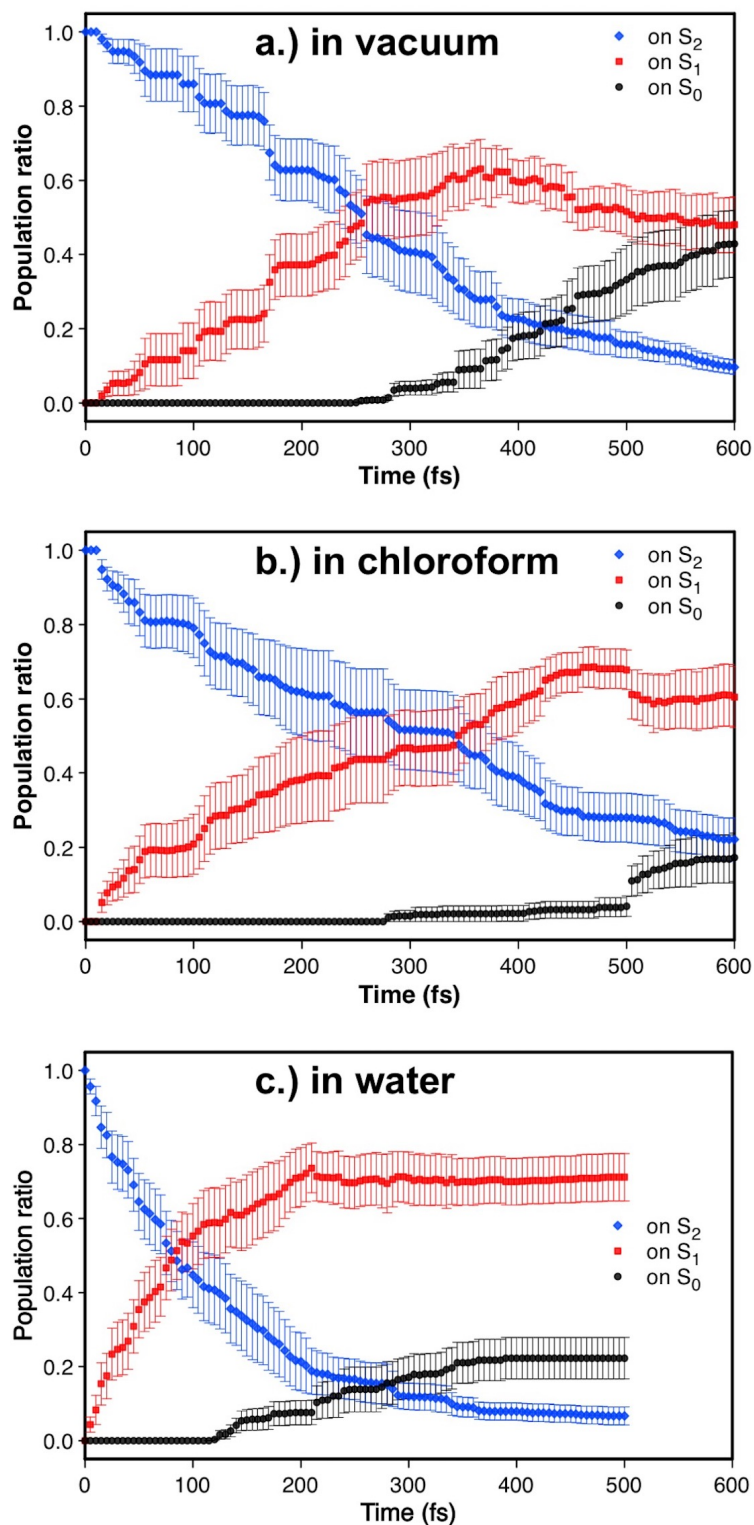 a.) in vacuum
on S2
on S1
on S0
Population ratio
1.0
0.8
0.6
0.4
0.2
0.0
0 100 200 300 400 500 600
Time (fs)
b.) in chloroform
on S2
on S1
on S0
Population ratio
1.0
0.8
0.6
0.4
0.2
0.0
0 100 200 300 400 500 600
Time (fs)
c.) in water
on S2
on S1
on S0
Population ratio
1.0
0.8
0.6
0.4
0.2
0.0
0 100 200 300 400 500 600
Time (fs)